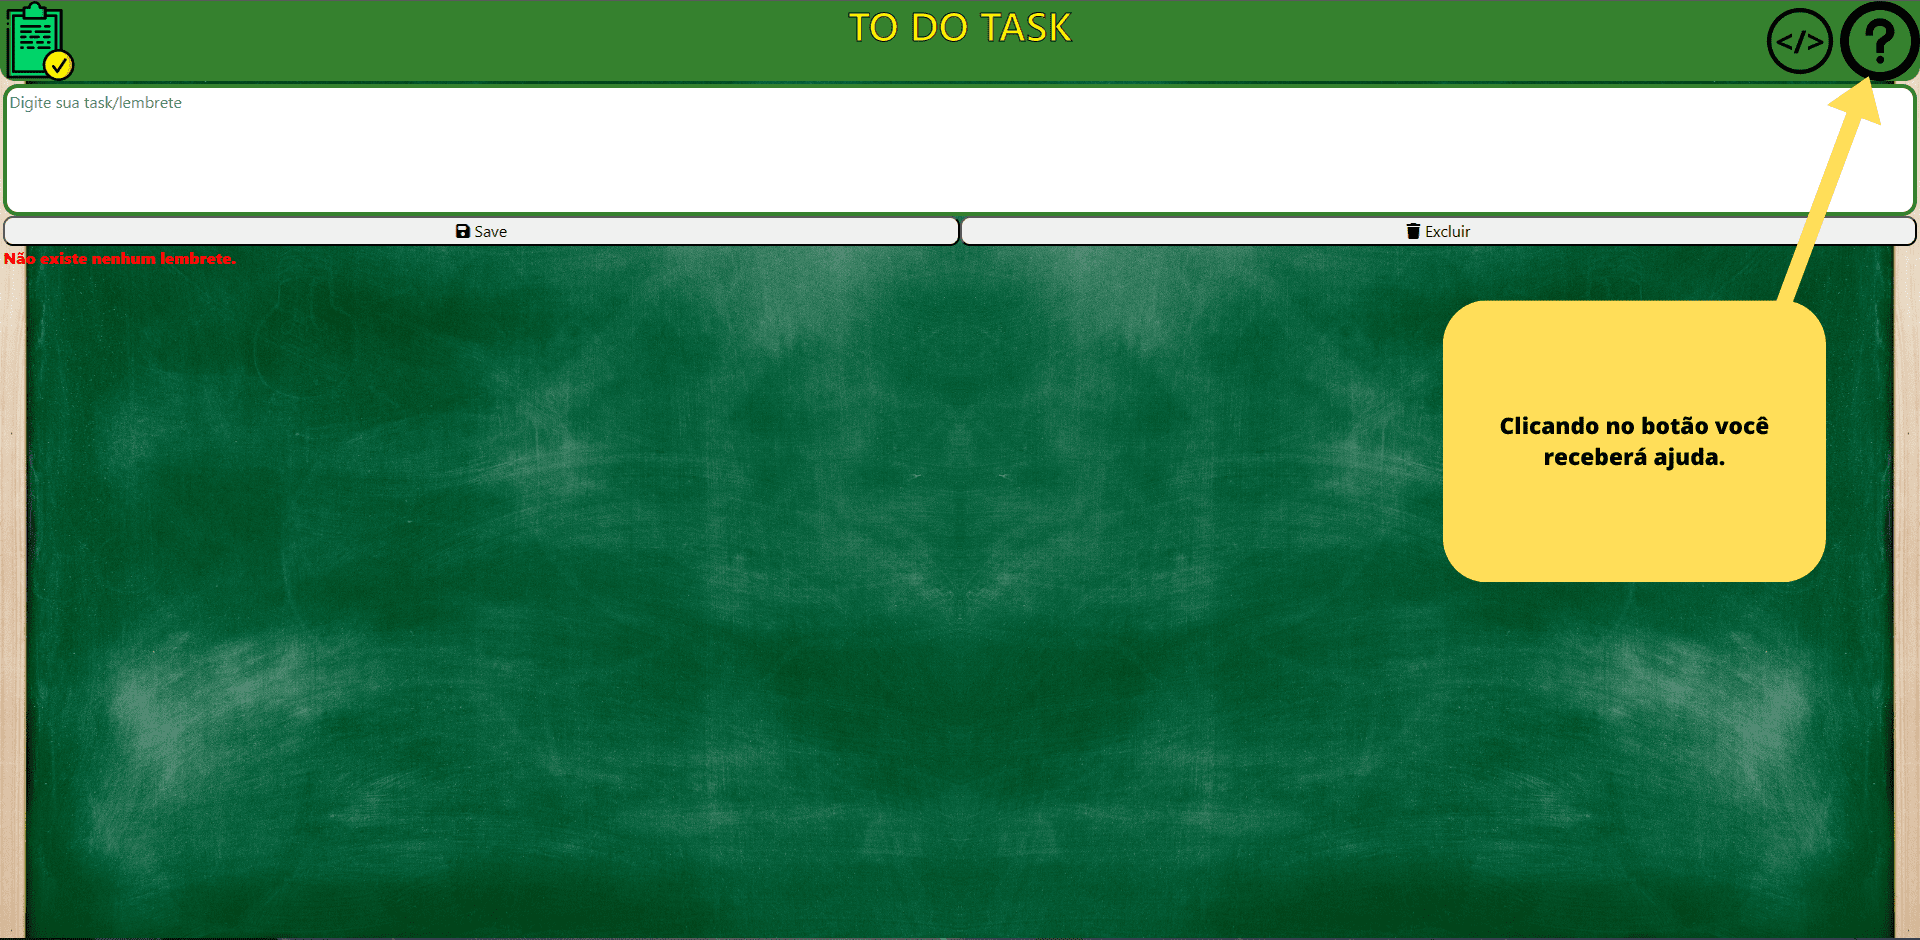 TO DO TASK
</>
?
Digite sua task/lembrete
Save
Excluir
Não existe nenhum lembrete.
Clicando no botão você
receberá ajuda.